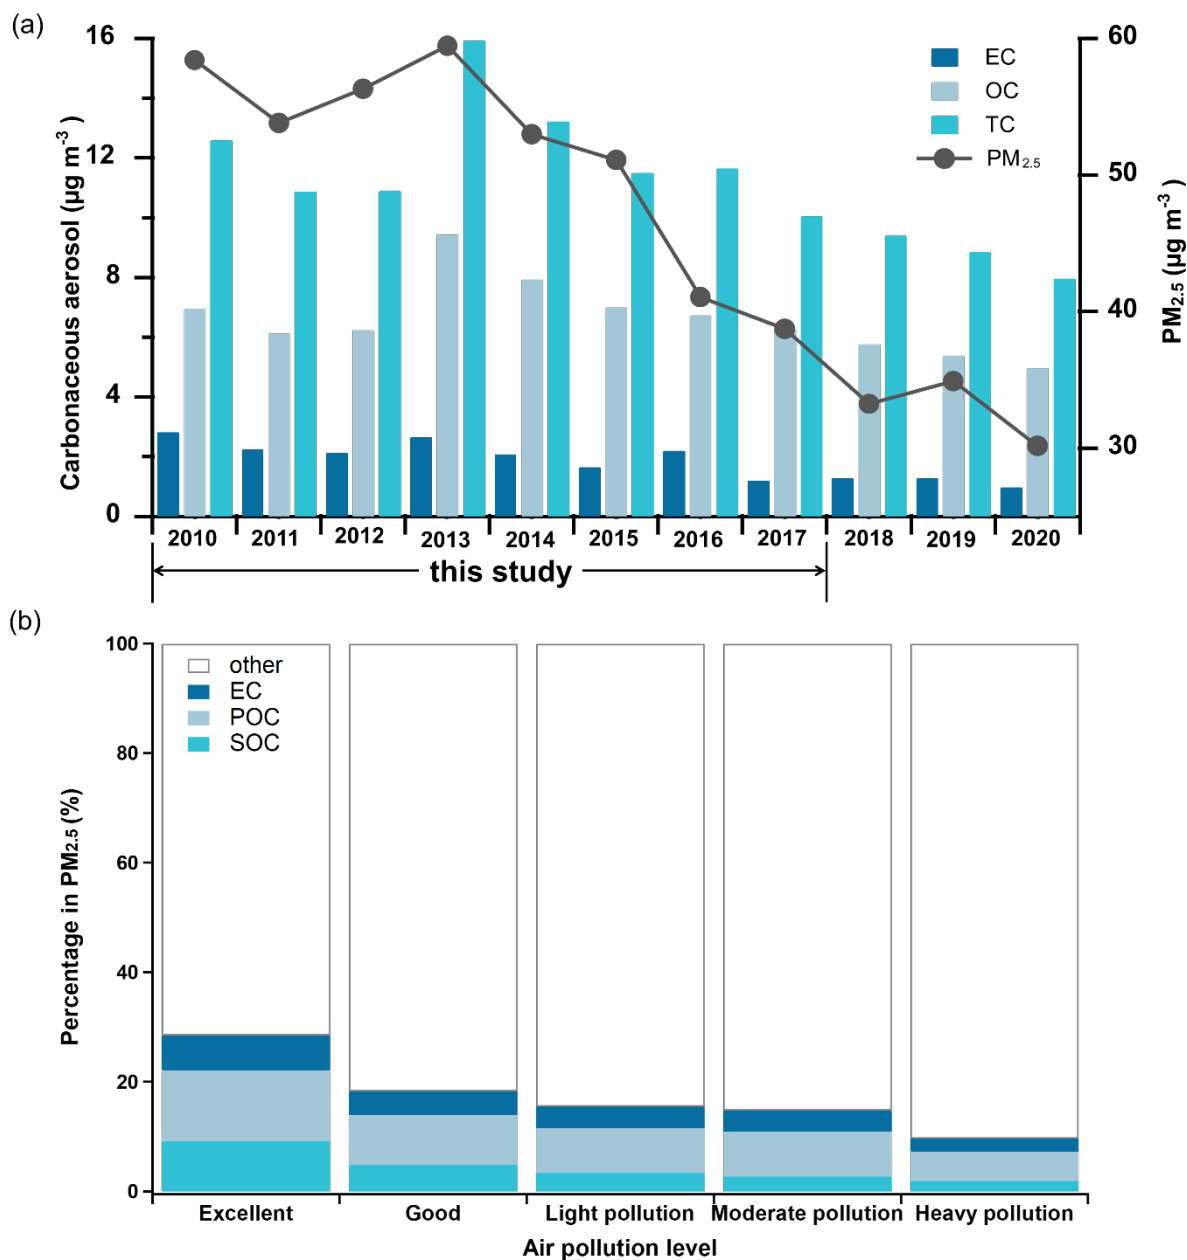 (a)
16
12
8
4
0
Carbonaceous aerosol (µg m⁻³)
60
50
40
30
PM₂.₅ (µg m⁻³)
EC
OC
TC
PM₂.₅
2010 2011 2012 2013 2014 2015 2016 2017 2018 2019 2020
this study
(b)
100
80
60
40
20
0
Percentage in PM₂.₅ (%)
other
EC
POC
SOC
Excellent Good Light pollution Moderate pollution Heavy pollution
Air pollution level